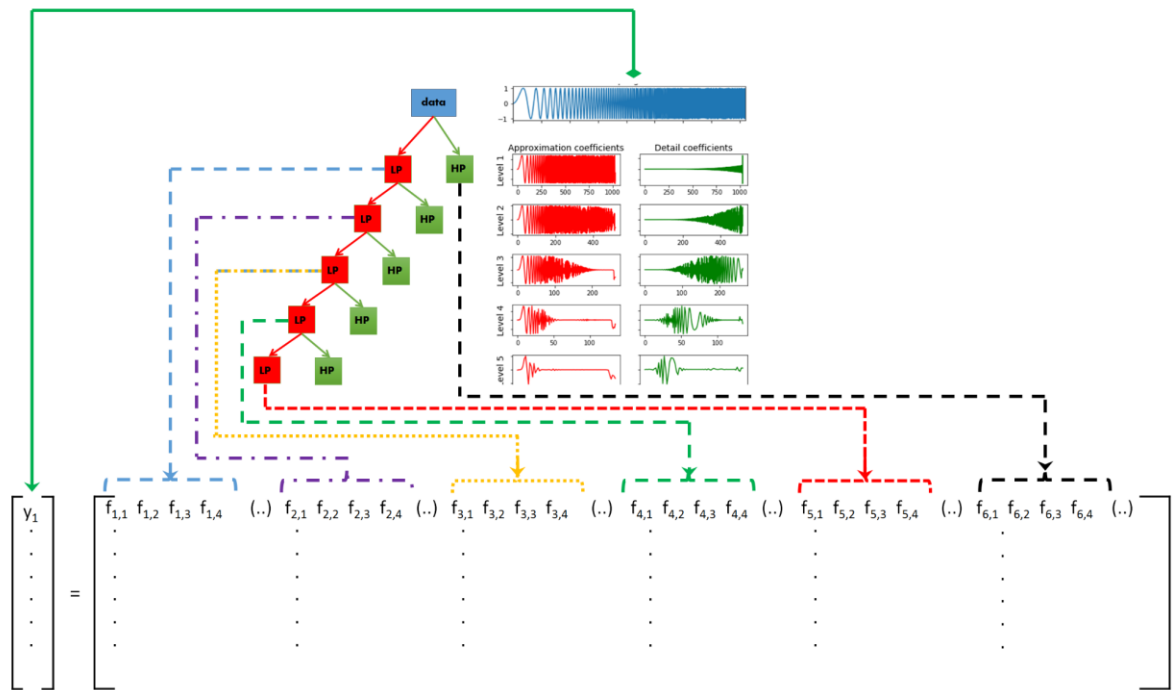 data
1
0
-1
Approximation coefficients Detail coefficients
LP HP
Level 1
0 250 500 750 1000 0 250 500 750 1000
LP HP
Level 2
0 200 400 0 200 400
LP HP
Level 3
0 100 200 0 100 200
LP HP
Level 4
0 50 100 0 50 100
LP HP
y1 = f1,1 f1,2 f1,3 f1,4 (..) f2,1 f2,2 f2,3 f2,4 (..) f3,1 f3,2 f3,3 f3,4 (..) f4,1 f4,2 f4,3 f4,4 (..) f5,1 f5,2 f5,3 f5,4 (..) f6,1 f6,2 f6,3 f6,4 (..)